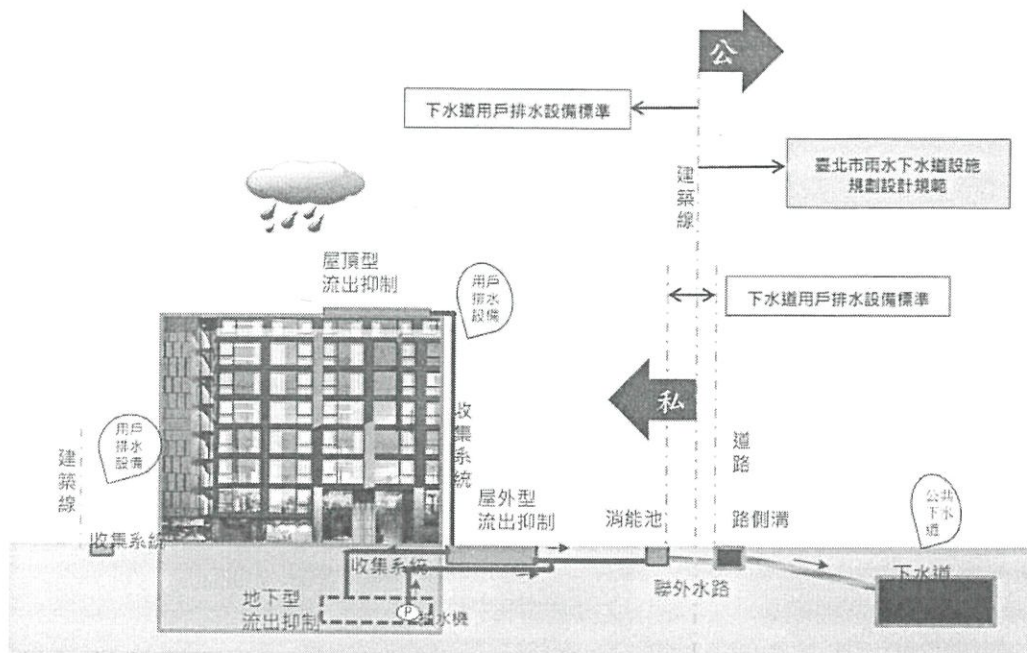 公
下水道用戶排水設備標準
臺北市雨水下水道設施
規劃設計規範
建築線
屋頂型
流出抑制
用戶
排水
設備
下水道用戶排水設備標準
私
收集系統
道路
用戶
排水
設備
建築線
屋外型
流出抑制
消能池
路側溝
公共
下水
道
收集系統
收集系統
聯外水路
下水道
地下型
流出抑制
P
抽水機